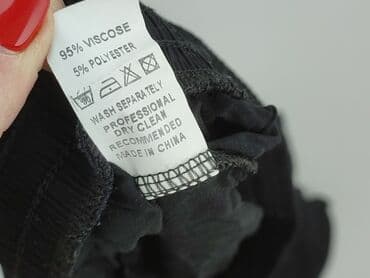 95% VISCOSE
5% POLYESTER
WASH SEPARATELY
PROFESSIONAL
DRY CLEAN
RECOMMENDED
MADE IN CHINA